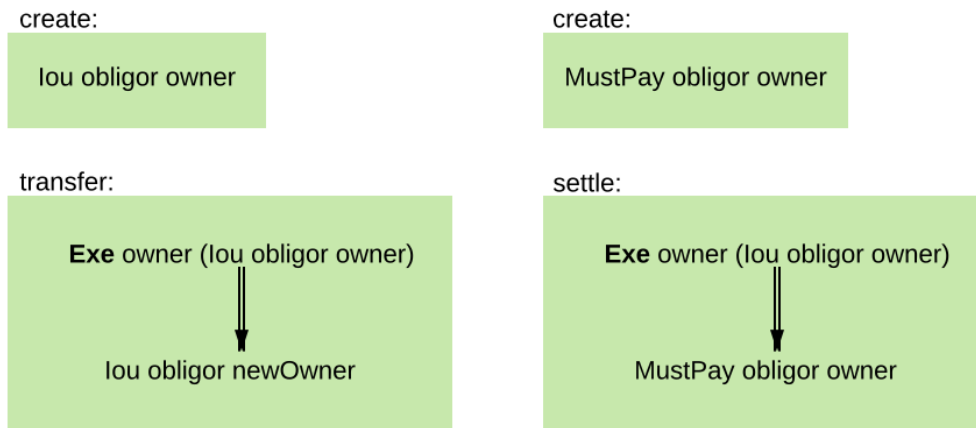 create:
Iou obligor owner
create:
MustPay obligor owner
transfer:
Exe owner (Iou obligor owner)
Iou obligor newOwner
settle:
Exe owner (Iou obligor owner)
MustPay obligor owner